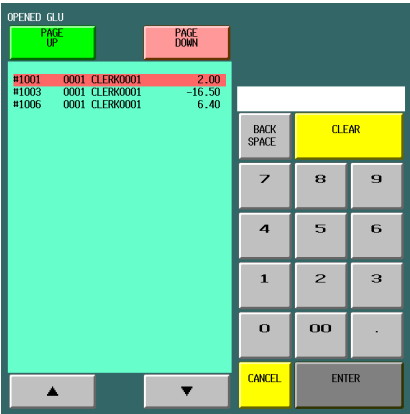 OPENED GLU
PAGE UP
PAGE DOWN
#1001 0001 CLERK0001 2.00
#1003 0001 CLERK0001 -16.50
#1006 0001 CLERK0001 6.40
BACK SPACE
CLEAR
7 8 9
4 5 6
1 2 3
0 00 .
▲ ▼
CANCEL ENTER